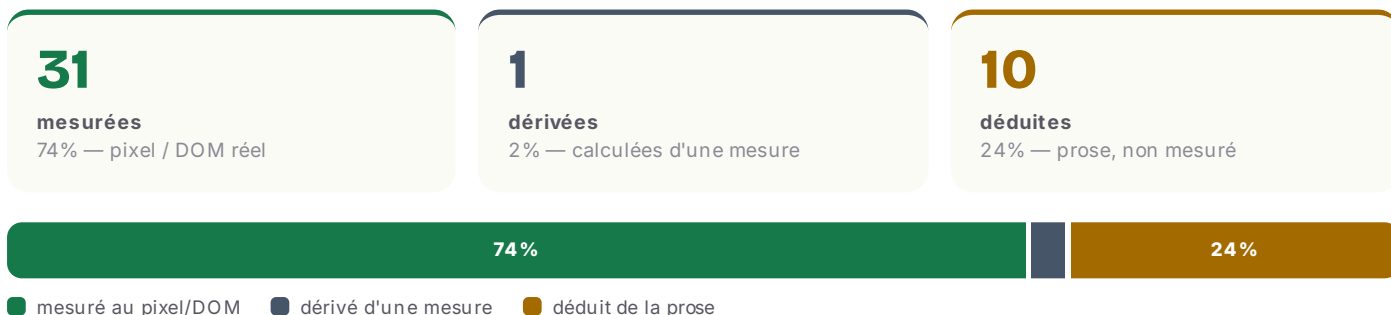 31
mesurées
74% — pixel / DOM réel
1
dérivées
2% — calculées d'une mesure
10
déduites
24% — prose, non mesuré
74%
24%
mesuré au pixel/DOM
dérivé d'une mesure
déduit de la prose